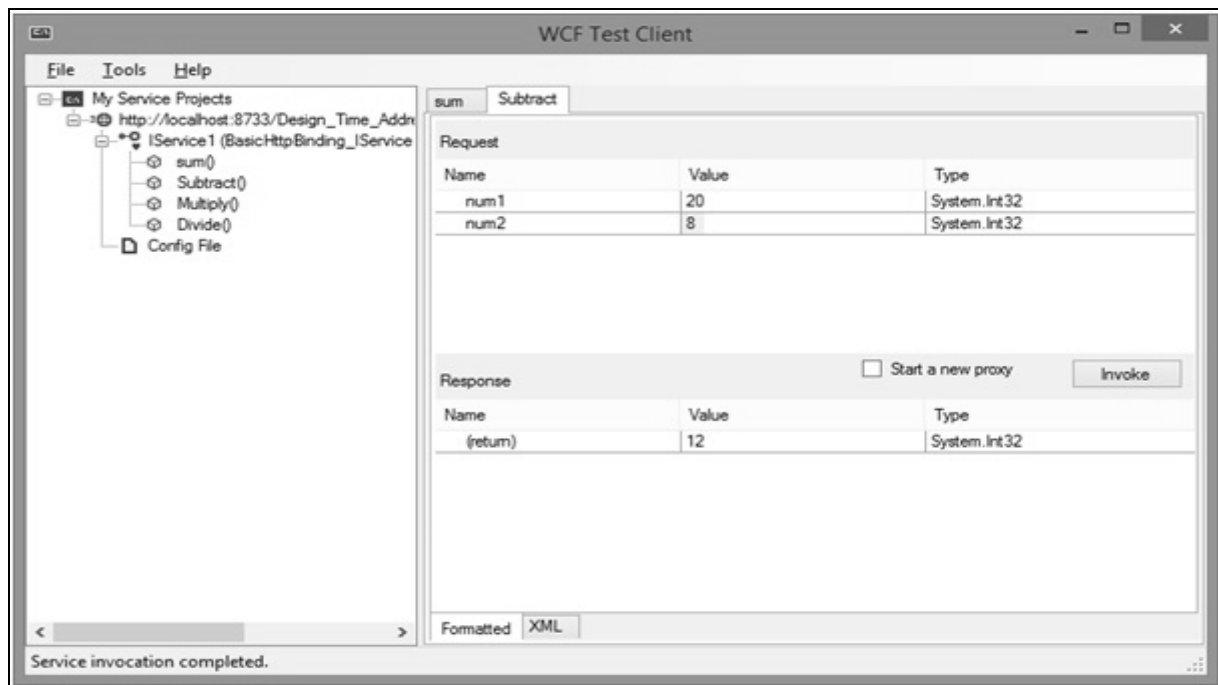 WCF Test Client
File Tools Help
My Service Projects
http://localhost:8733/Design_Time_Addre
IService1 (BasicHttpBinding_IService
sum()
Subtract()
Multiply()
Divide()
Config File
sum Subtract
Request
Name Value Type
num1 20 System.Int32
num2 8 System.Int32
Response Start a new proxy Invoke
Name Value Type
(return) 12 System.Int32
Formatted XML
Service invocation completed.